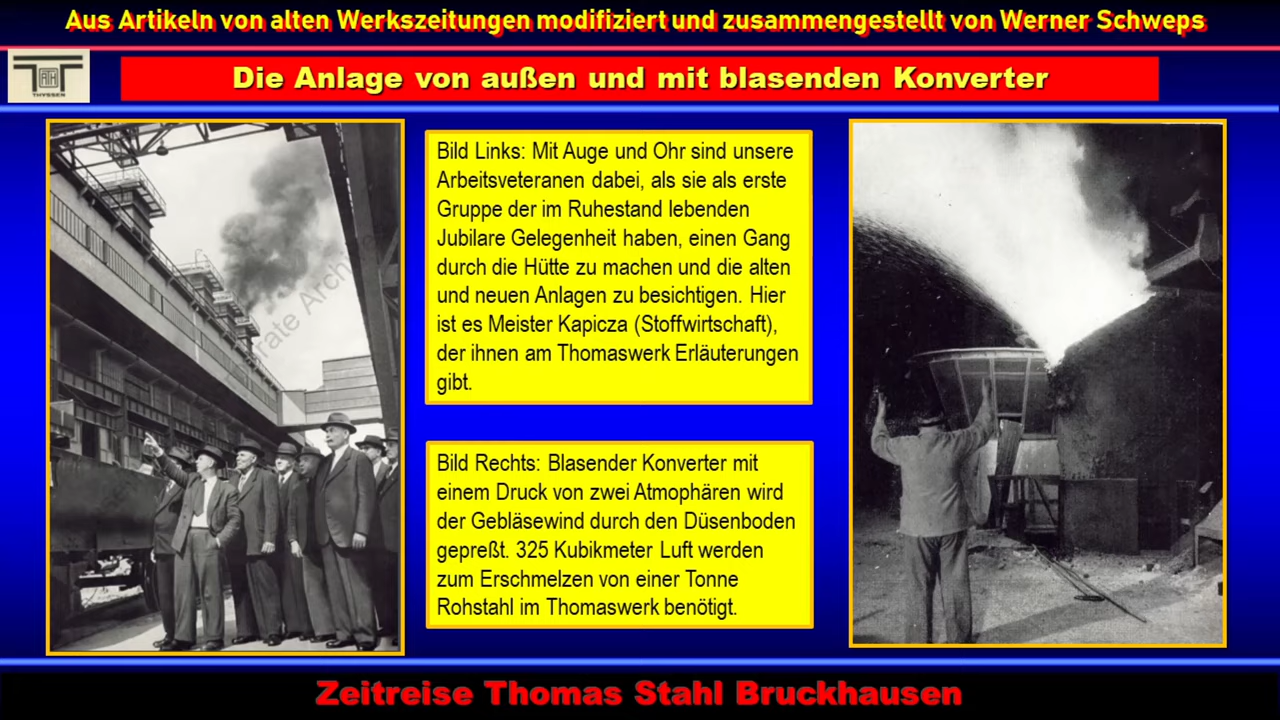 Aus Artikeln von alten Werkszeitungen modifiziert und zusammengestellt von Werner Schweps
THYSSEN
Die Anlage von außen und mit blasenden Konverter
Bild Links: Mit Auge und Ohr sind unsere
Arbeitsveteranen dabei, als sie als erste
Gruppe der im Ruhestand lebenden
Jubilare Gelegenheit haben, einen Gang
durch die Hütte zu machen und die alten
und neuen Anlagen zu besichtigen. Hier
ist es Meister Kapicza (Stoffwirtschaft),
der ihnen am Thomaswerk Erläuterungen
gibt.
Bild Rechts: Blasender Konverter mit
einem Druck von zwei Atmophären wird
der Gebläsewind durch den Düsenboden
gepreßt. 325 Kubikmeter Luft werden
zum Erschmelzen von einer Tonne
Rohstahl im Thomaswerk benötigt.
Zeitreise Thomas Stahl Bruckhausen